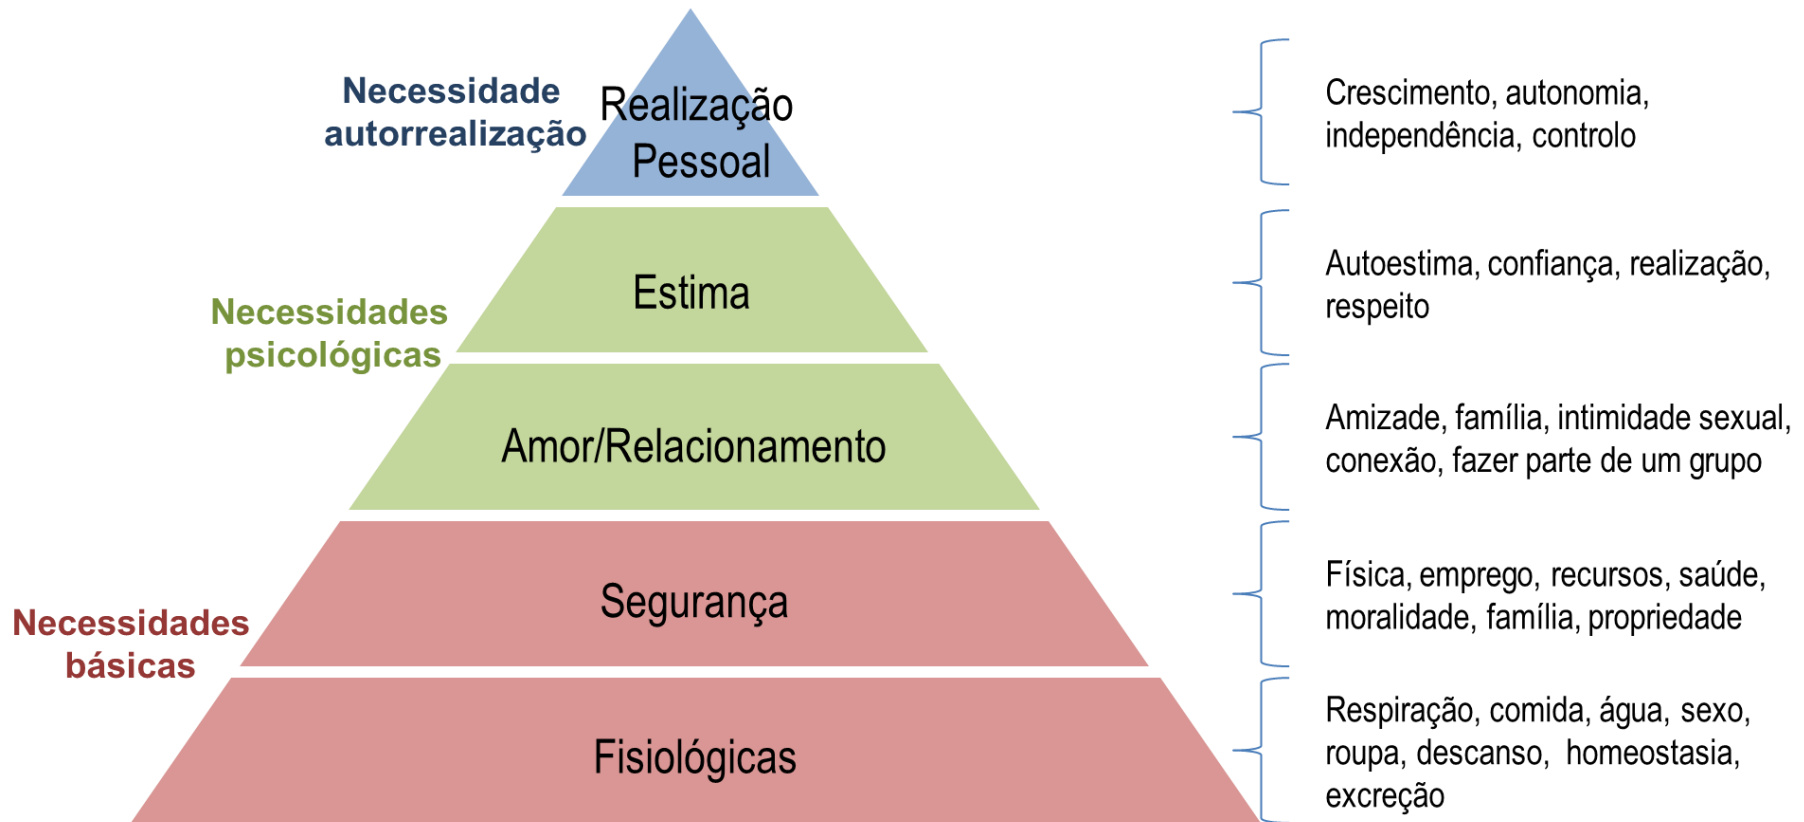 Necessidade
autorrealização
Realização
Pessoal
Crescimento, autonomia,
independência, controlo
Necessidades
psicológicas
Estima
Autoestima, confiança, realização,
respeito
Amor/Relacionamento
Amizade, família, intimidade sexual,
conexão, fazer parte de um grupo
Necessidades
básicas
Segurança
Física, emprego, recursos, saúde,
moralidade, família, propriedade
Fisiológicas
Respiração, comida, água, sexo,
roupa, descanso, homeostasia,
excreção